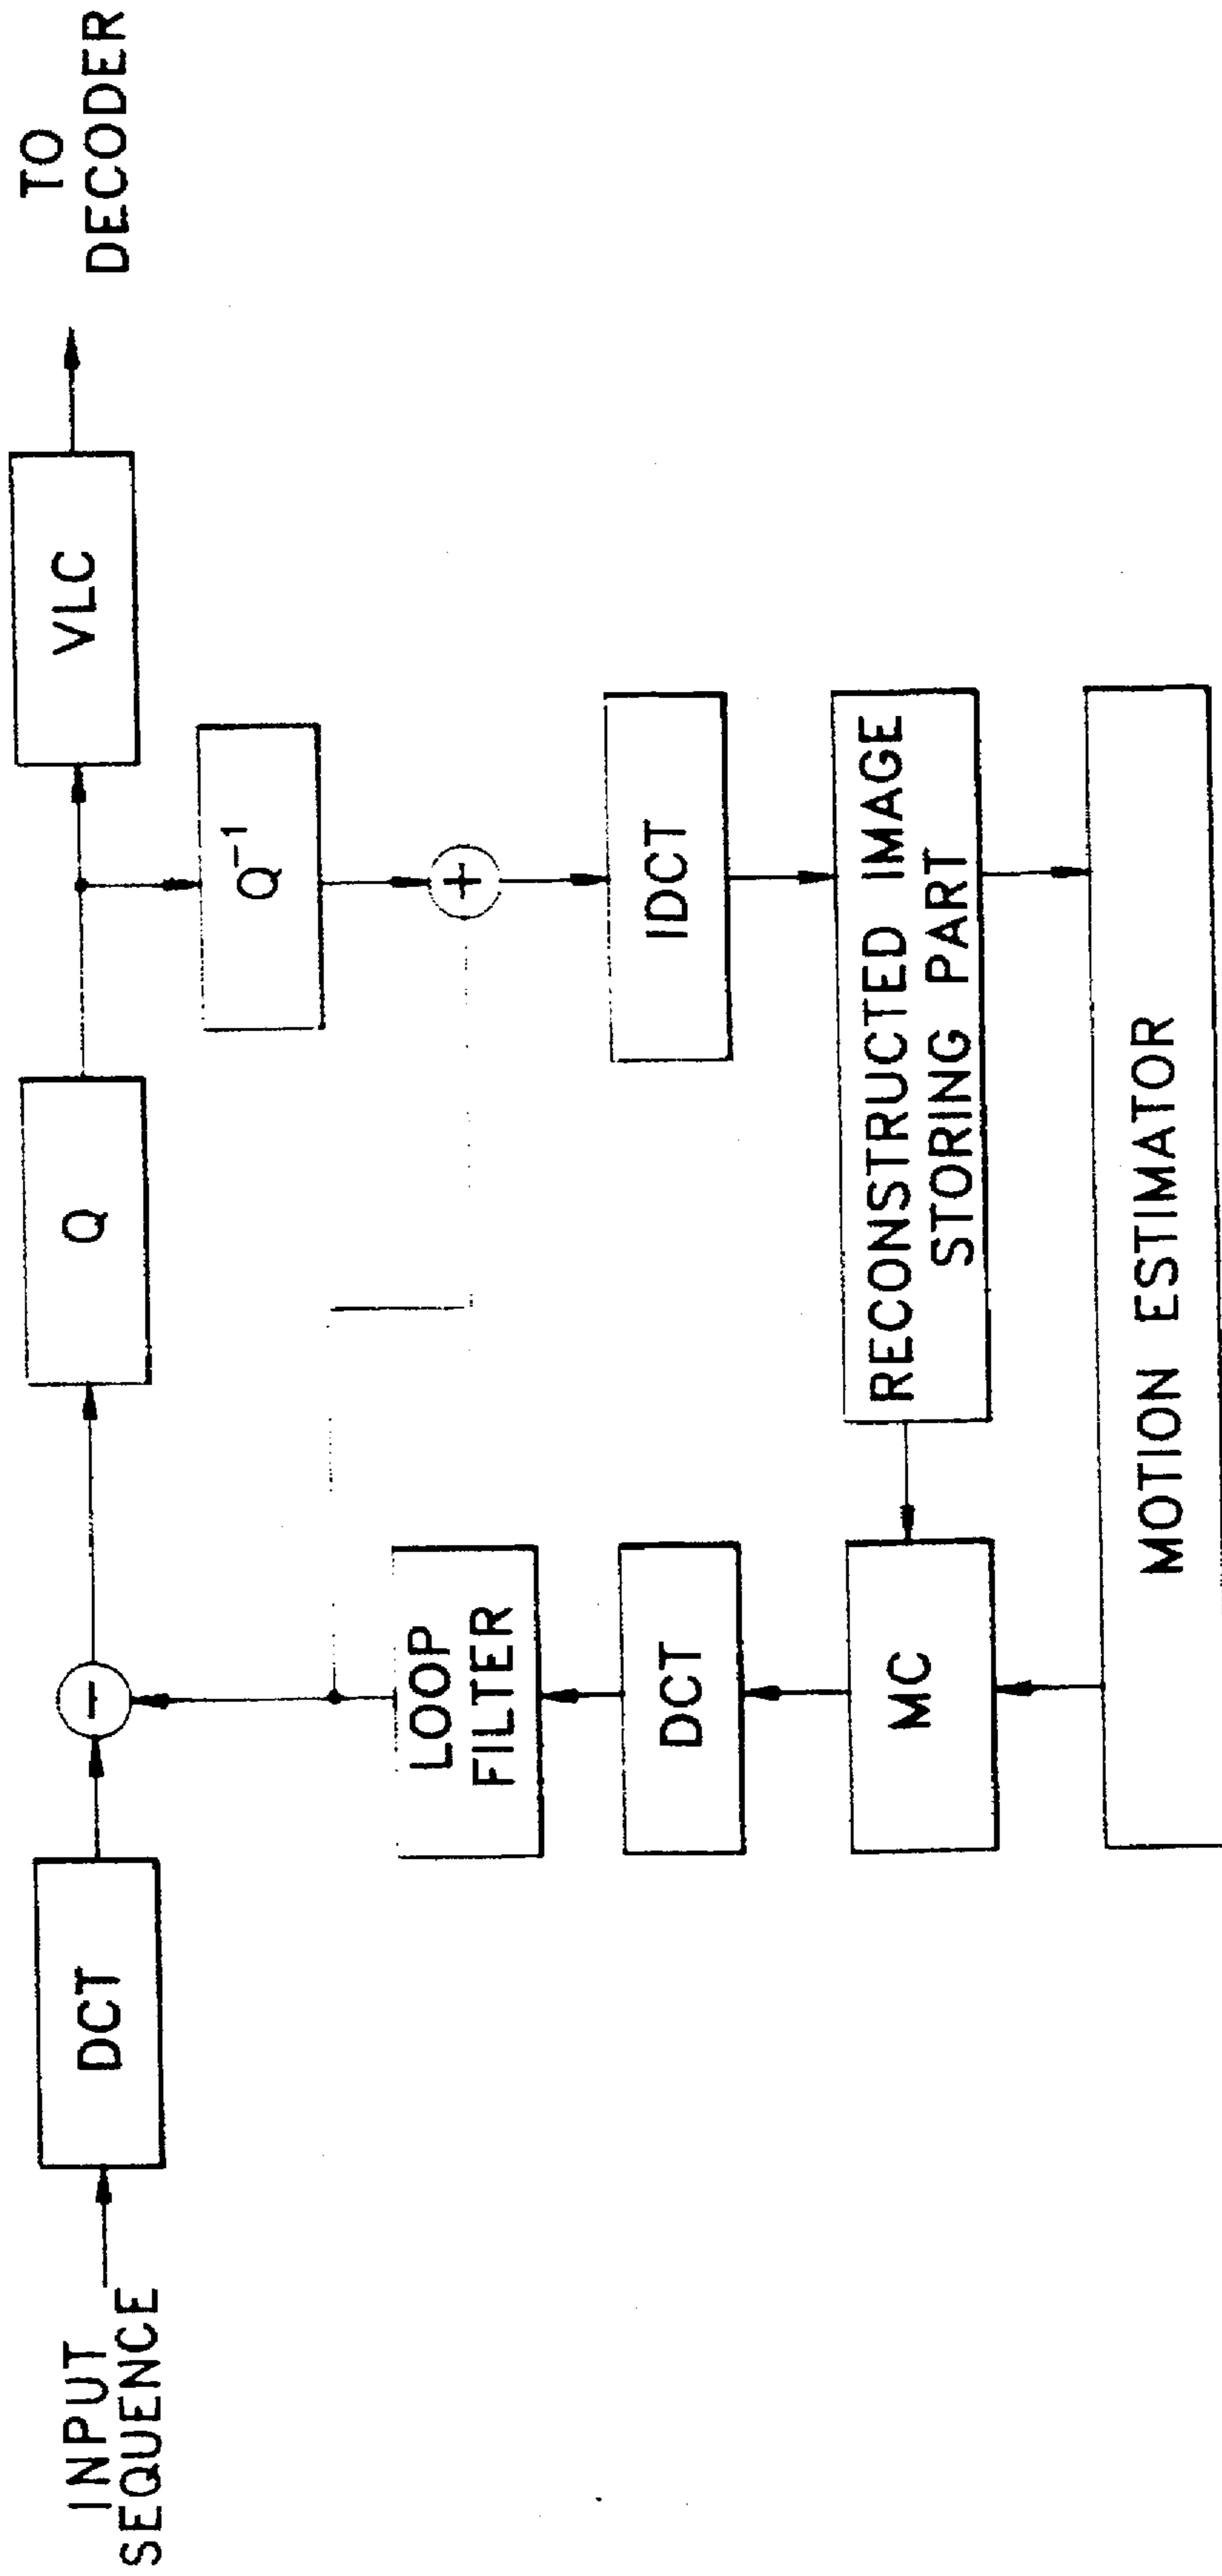 INPUT
SEQUENCE
DCT
−
Q
VLC
TO
DECODER
Q⁻¹
+
LOOP
FILTER
DCT
IDCT
MC
RECONSTRUCTED IMAGE
STORING PART
MOTION ESTIMATOR